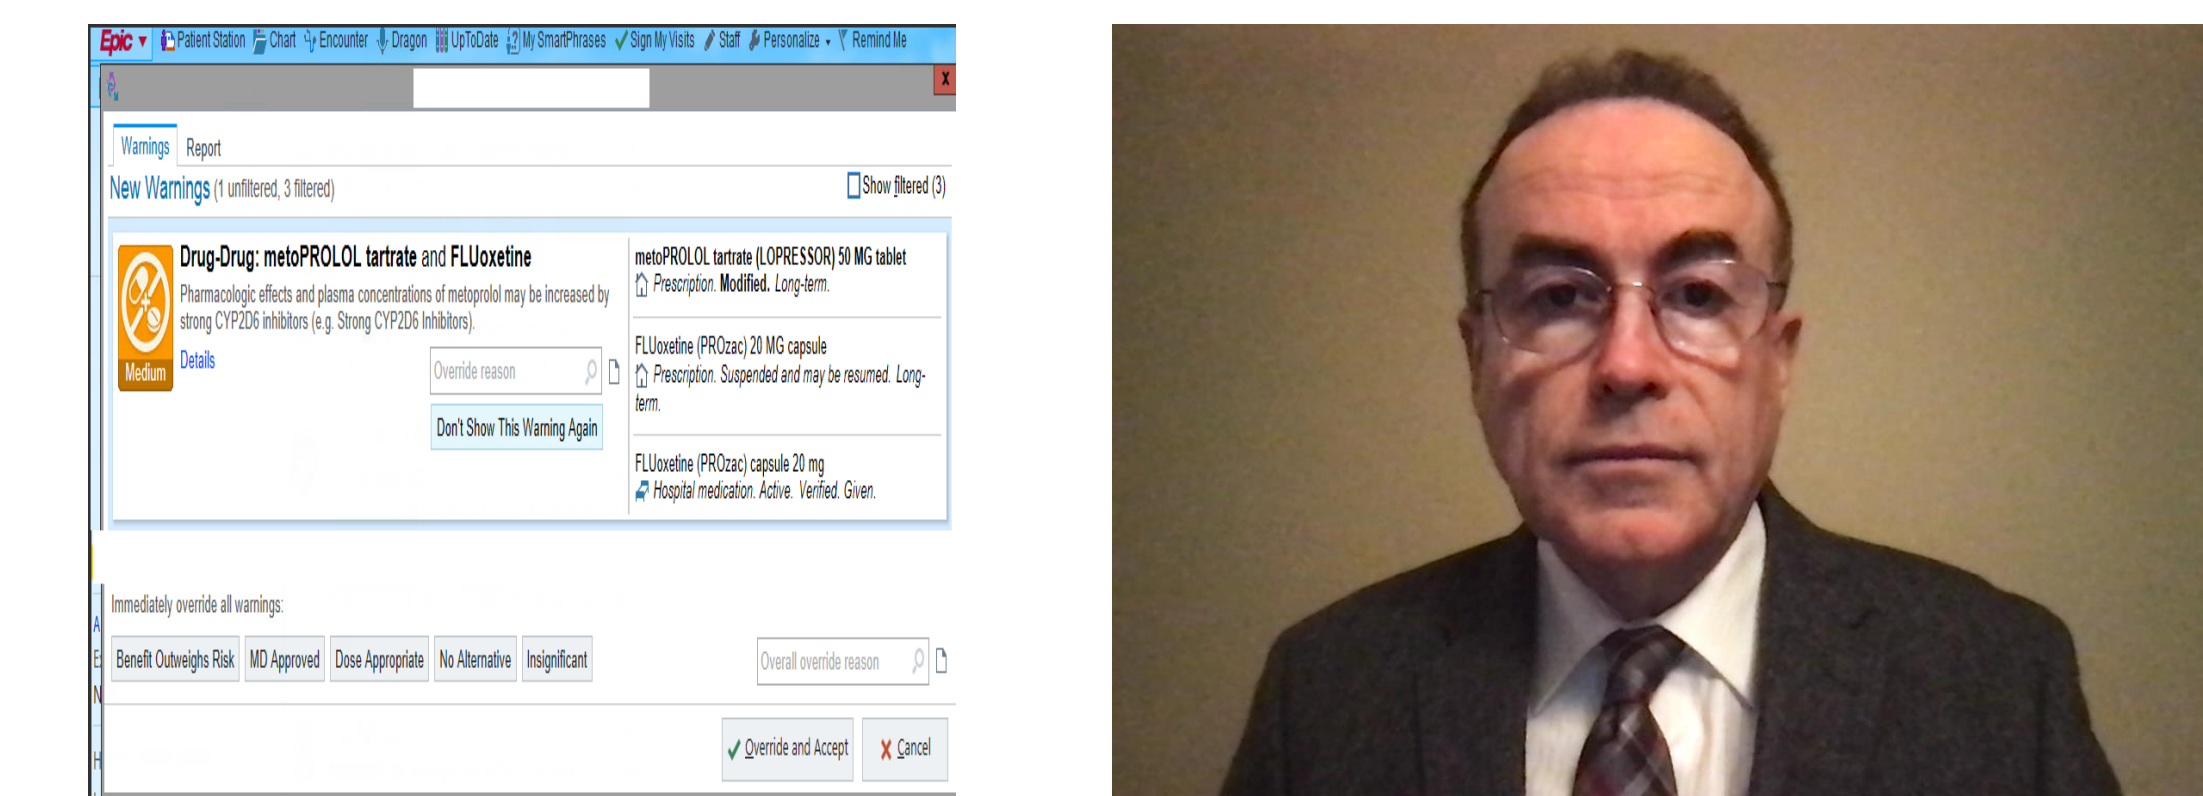 Epic Patient Station Chart Encounter Dragon UpToDate My SmartPhrases Sign My Visits Staff Personalize Remind Me
X
Warnings Report
New Warnings (1 unfiltered, 3 filtered)
Show filtered (3)
Drug-Drug: metoPROLOL tartrate and FLUoxetine
Pharmacologic effects and plasma concentrations of metoprolol may be increased by
strong CYP2D6 inhibitors (e.g. Strong CYP2D6 Inhibitors).
Medium
Details
Override reason
Don't Show This Warning Again
metoPROLOL tartrate (LOPRESSOR) 50 MG tablet
Prescription. Modified. Long-term.
FLUoxetine (PROzac) 20 MG capsule
Prescription. Suspended and may be resumed. Long-
term.
FLUoxetine (PROzac) capsule 20 mg
Hospital medication. Active. Verified. Given.
Immediately override all warnings:
Benefit Outweighs Risk MD Approved Dose Appropriate No Alternative Insignificant
Overall override reason
Override and Accept Cancel